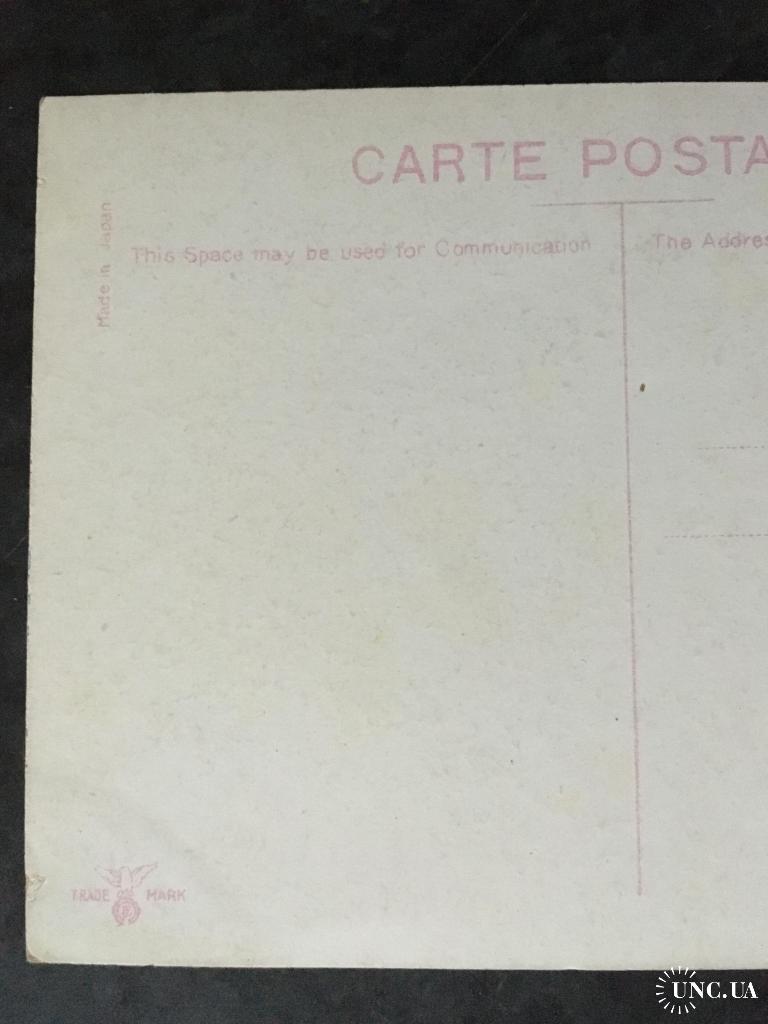 CARTE POSTA
Made in Japan
This Space may be used for Communication
The Addres
TRADE MARK
UNC.UA